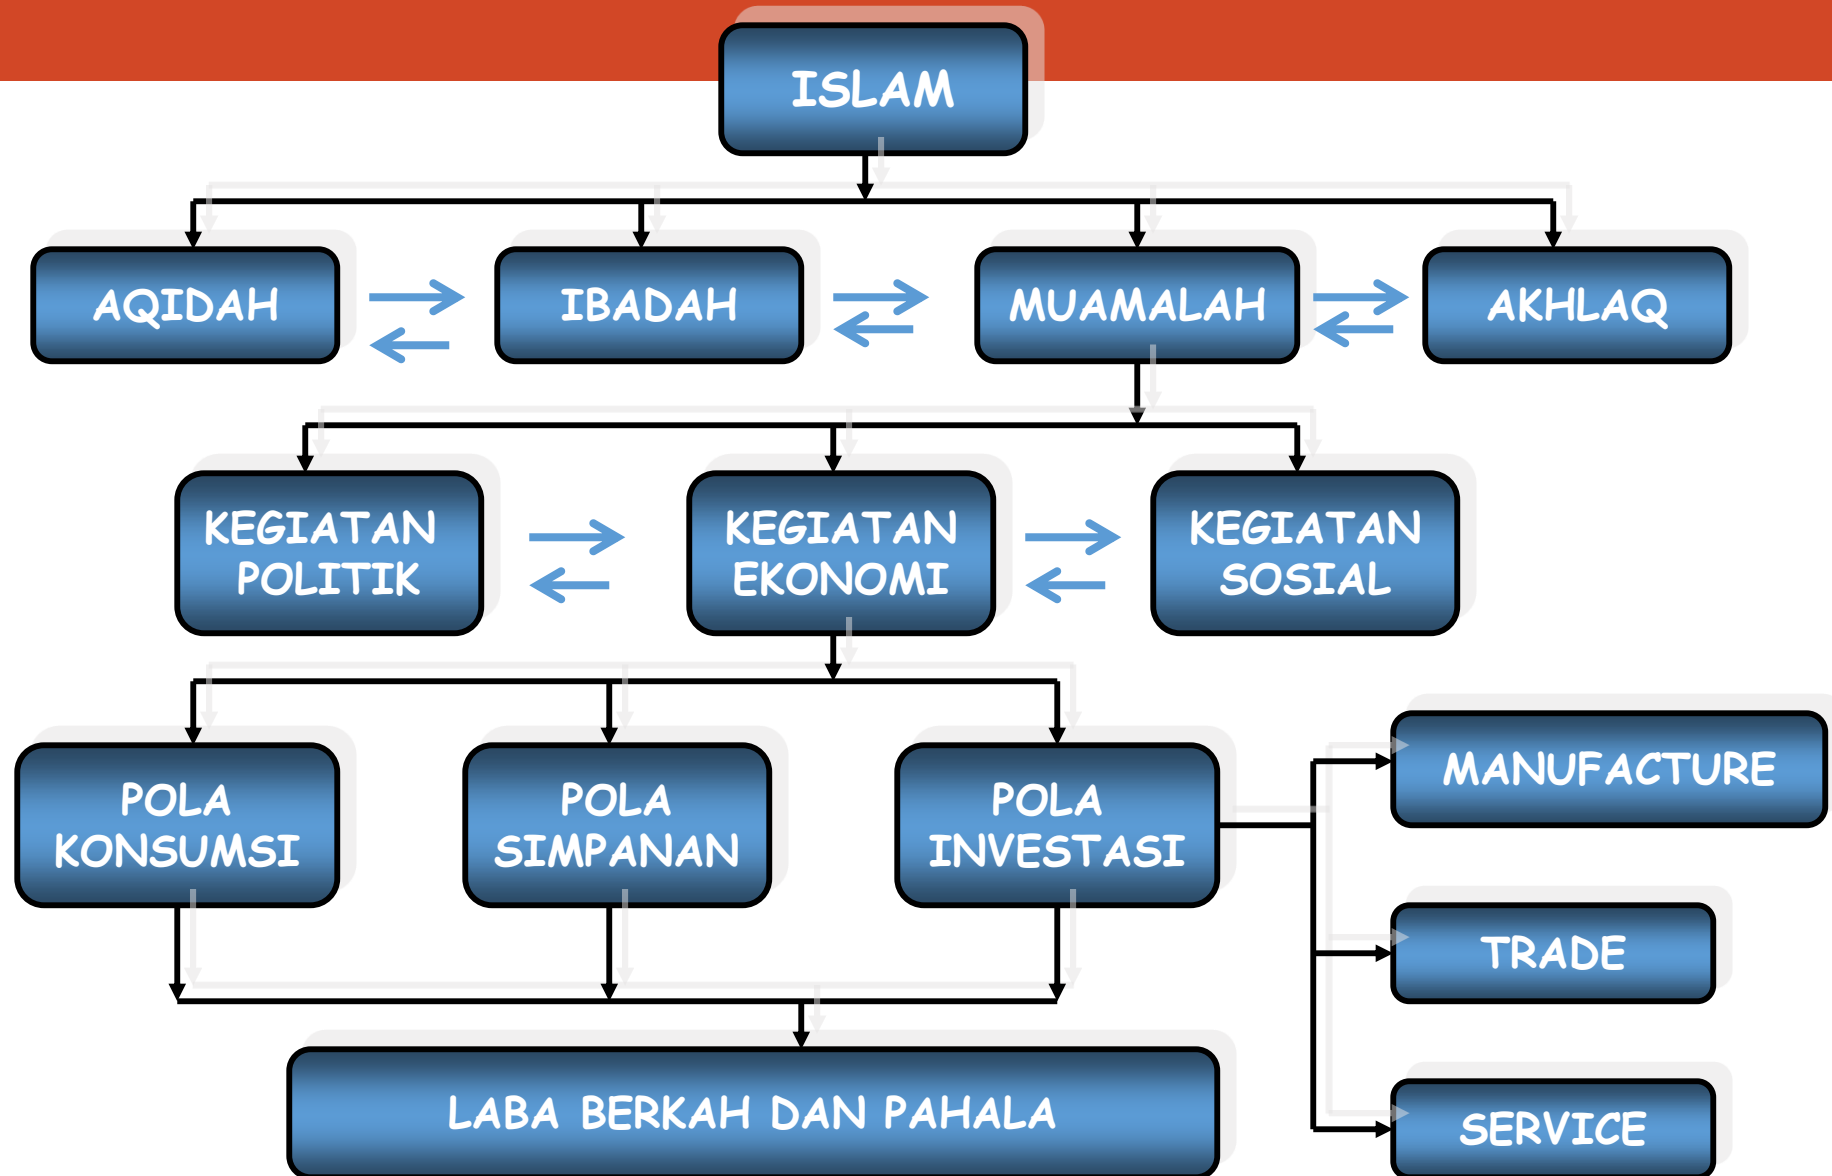 ISLAM
AQIDAH
IBADAH
MUAMALAH
AKHLAQ
KEGIATAN
POLITIK
KEGIATAN
EKONOMI
KEGIATAN
SOSIAL
POLA
KONSUMSI
POLA
SIMPANAN
POLA
INVESTASI
MANUFACTURE
TRADE
SERVICE
LABA BERKAH DAN PAHALA